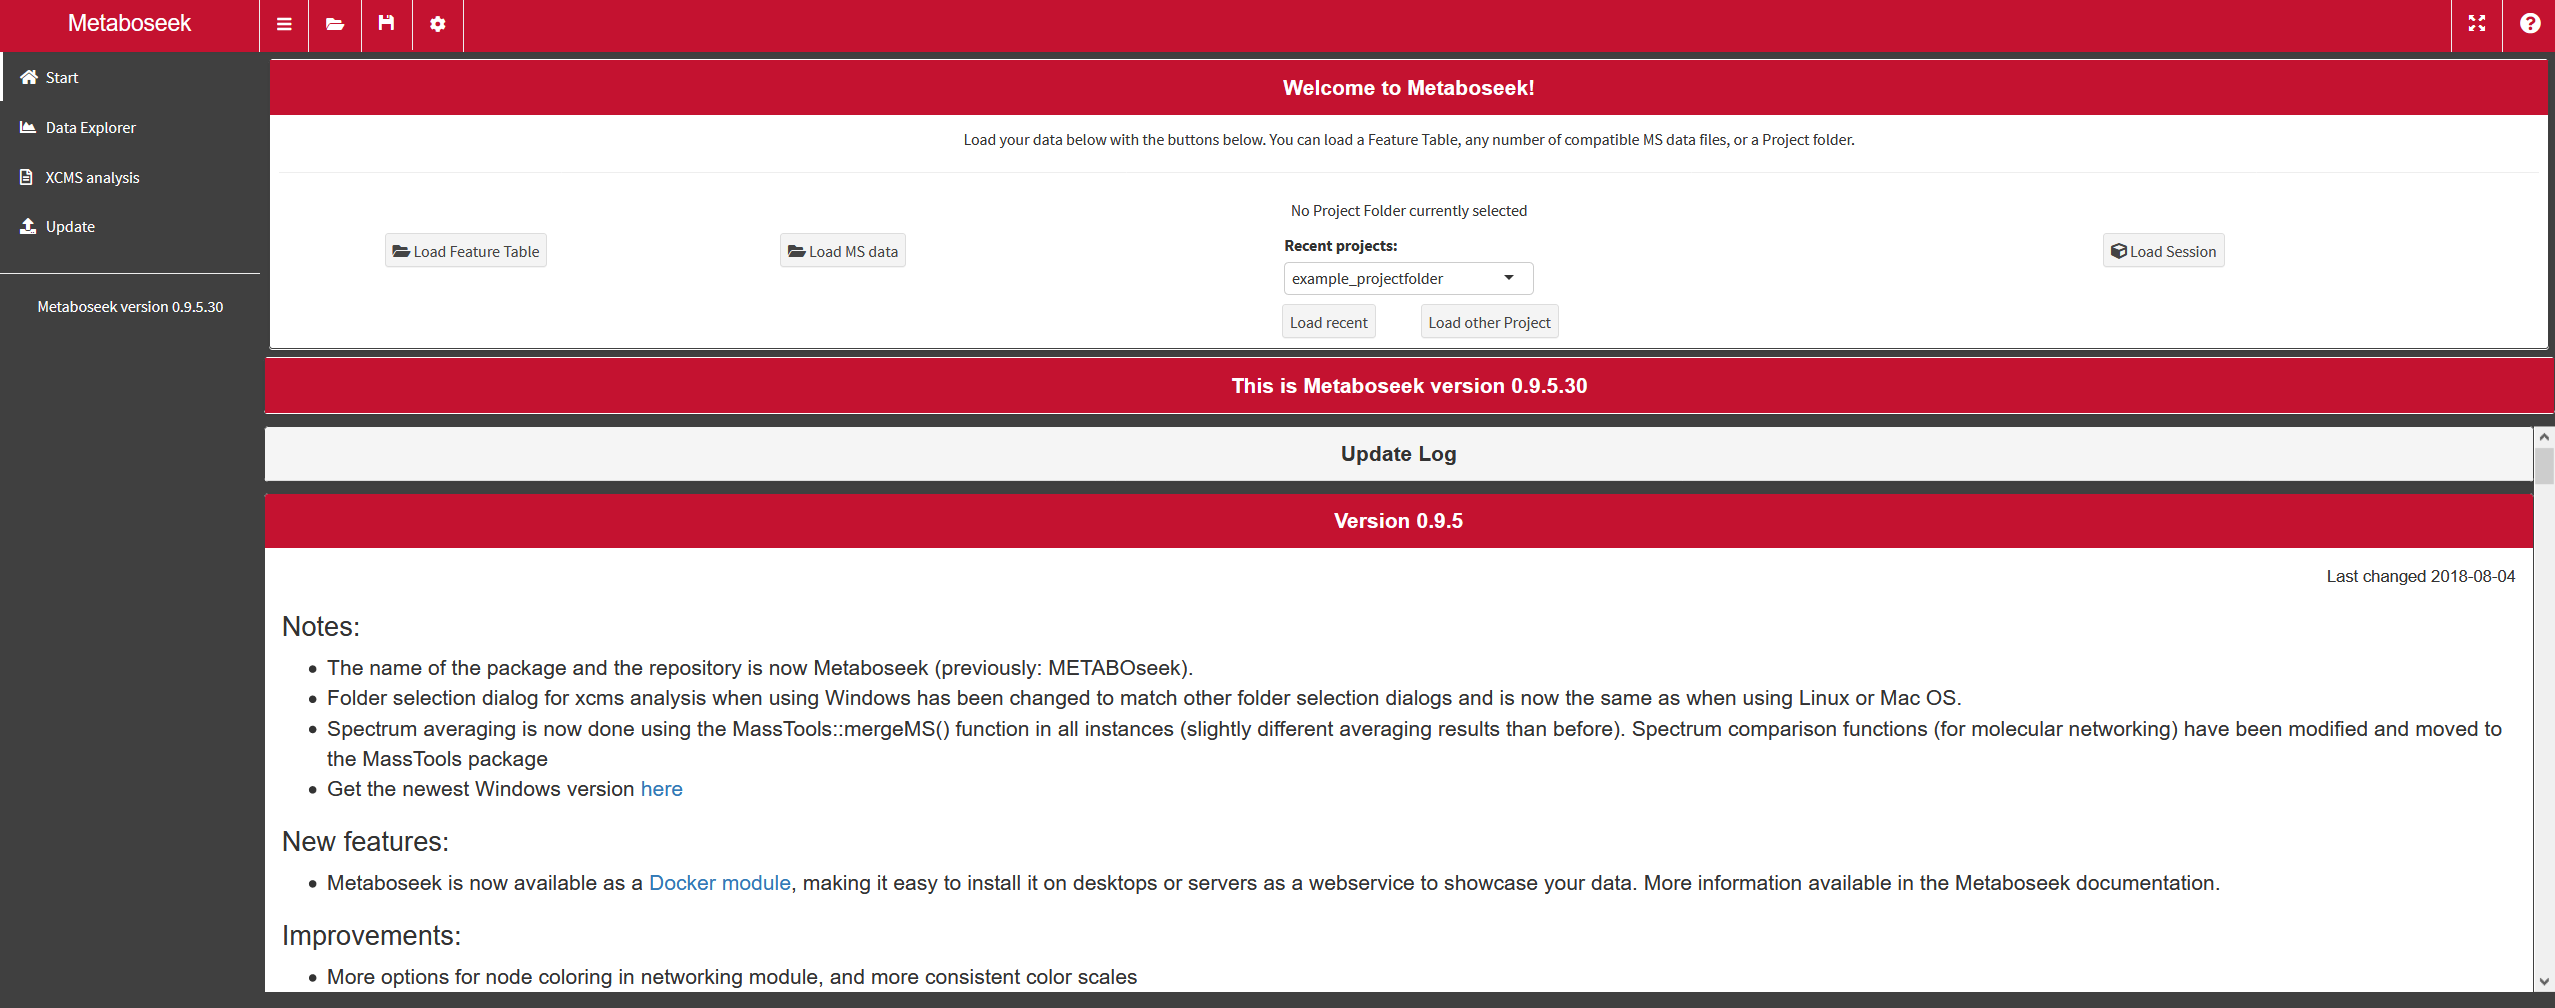 Metaboseek
Start
Data Explorer
XCMS analysis
Update
Metaboseek version 0.9.5.30
Welcome to Metaboseek!
Load your data below with the buttons below. You can load a Feature Table, any number of compatible MS data files, or a Project folder.
Load Feature Table
Load MS data
No Project Folder currently selected
Recent projects:
example_projectfolder
Load recent
Load other Project
Load Session
This is Metaboseek version 0.9.5.30
Update Log
Version 0.9.5
Last changed 2018-08-04
Notes:
• The name of the package and the repository is now Metaboseek (previously: METABOseek).
• Folder selection dialog for xcms analysis when using Windows has been changed to match other folder selection dialogs and is now the same as when using Linux or Mac OS.
• Spectrum averaging is now done using the MassTools::mergeMS() function in all instances (slightly different averaging results than before). Spectrum comparison functions (for molecular networking) have been modified and moved to
the MassTools package
• Get the newest Windows version here
New features:
• Metaboseek is now available as a Docker module, making it easy to install it on desktops or servers as a webservice to showcase your data. More information available in the Metaboseek documentation.
Improvements:
• More options for node coloring in networking module, and more consistent color scales